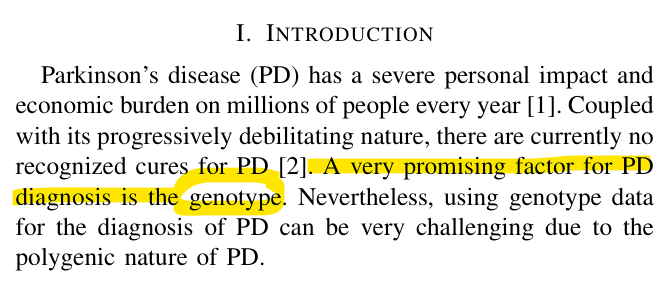 I. INTRODUCTION
Parkinson's disease (PD) has a severe personal impact and
economic burden on millions of people every year [1]. Coupled
with its progressively debilitating nature, there are currently no
recognized cures for PD [2]. A very promising factor for PD
diagnosis is the genotype. Nevertheless, using genotype data
for the diagnosis of PD can be very challenging due to the
polygenic nature of PD.